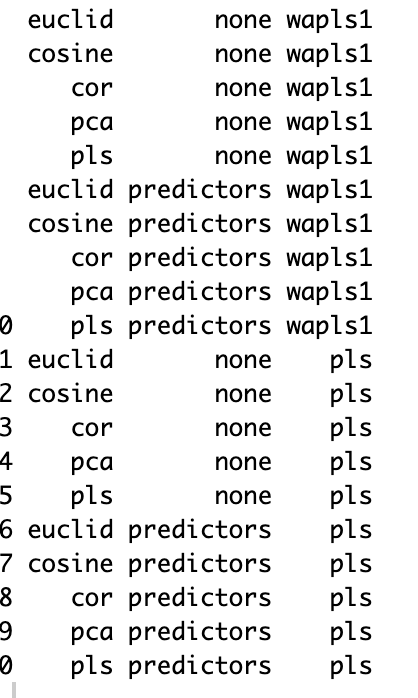 euclid none wapls1
cosine none wapls1
cor none wapls1
pca none wapls1
pls none wapls1
euclid predictors wapls1
cosine predictors wapls1
cor predictors wapls1
pca predictors wapls1
0 pls predictors wapls1
1 euclid none pls
2 cosine none pls
3 cor none pls
4 pca none pls
5 pls none pls
6 euclid predictors pls
7 cosine predictors pls
8 cor predictors pls
9 pca predictors pls
0 pls predictors pls